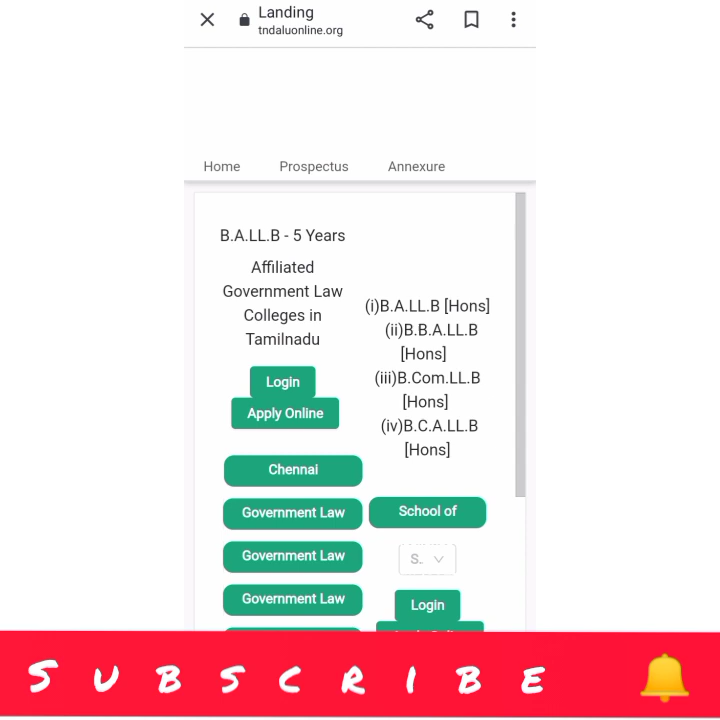 Landing
tndaluonline.org
Home Prospectus Annexure
B.A.LL.B - 5 Years
Affiliated
Government Law
Colleges in
Tamilnadu
Login
Apply Online
Chennai
Government Law
Government Law
Government Law
(i)B.A.LL.B [Hons]
(ii)B.B.A.LL.B
[Hons]
(iii)B.Com.LL.B
[Hons]
(iv)B.C.A.LL.B
[Hons]
School of
S..
Login
SUBSCRIBE